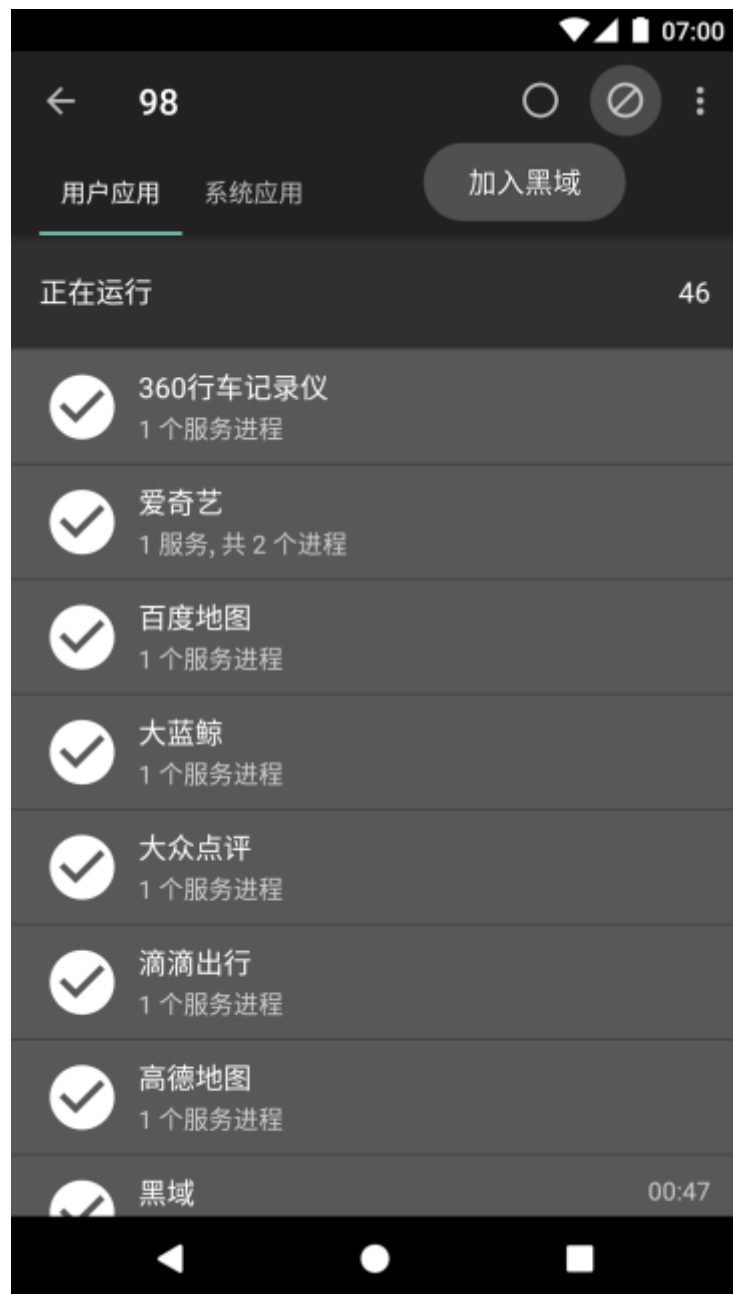 07:00
98
用户应用 系统应用 加入黑域
正在运行 46
360行车记录仪
1 个服务进程
爱奇艺
1 服务, 共 2 个进程
百度地图
1 个服务进程
大蓝鲸
1 个服务进程
大众点评
1 个服务进程
滴滴出行
1 个服务进程
高德地图
1 个服务进程
黑域 00:47